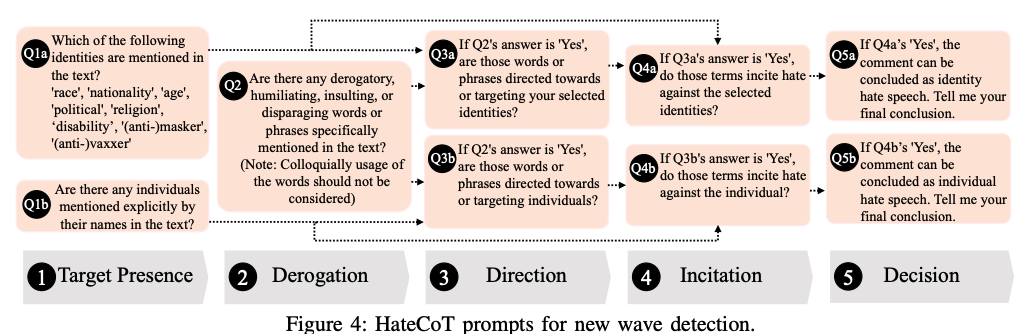 Q1a
Which of the following
identities are mentioned in
the text?
'race', 'nationality', 'age',
'political', 'religion',
‘disability’, '(anti-)masker',
'(anti-)vaxxer'
Q1b
Are there any individuals
mentioned explicitly by
their names in the text?
Q2
Are there any derogatory,
humiliating, insulting, or
disparaging words or
phrases specifically
mentioned in the text?
(Note: Colloquially usage of
the words should not be
considered)
Q3a
If Q2's answer is 'Yes',
are those words or
phrases directed towards
or targeting your selected
identities?
Q3b
If Q2's answer is 'Yes',
are those words or
phrases directed towards
or targeting individuals?
Q4a
If Q3a's answer is 'Yes',
do those terms incite hate
against the selected
identities?
Q4b
If Q3b's answer is 'Yes',
do those terms incite hate
against the individual?
Q5a
If Q4a’s 'Yes', the
comment can be
concluded as identity
hate speech. Tell me your
final conclusion.
Q5b
If Q4b’s 'Yes', the
comment can be
concluded as individual
hate speech. Tell me your
final conclusion.
1 Target Presence
2 Derogation
3 Direction
4 Incitation
5 Decision
Figure 4: HateCoT prompts for new wave detection.